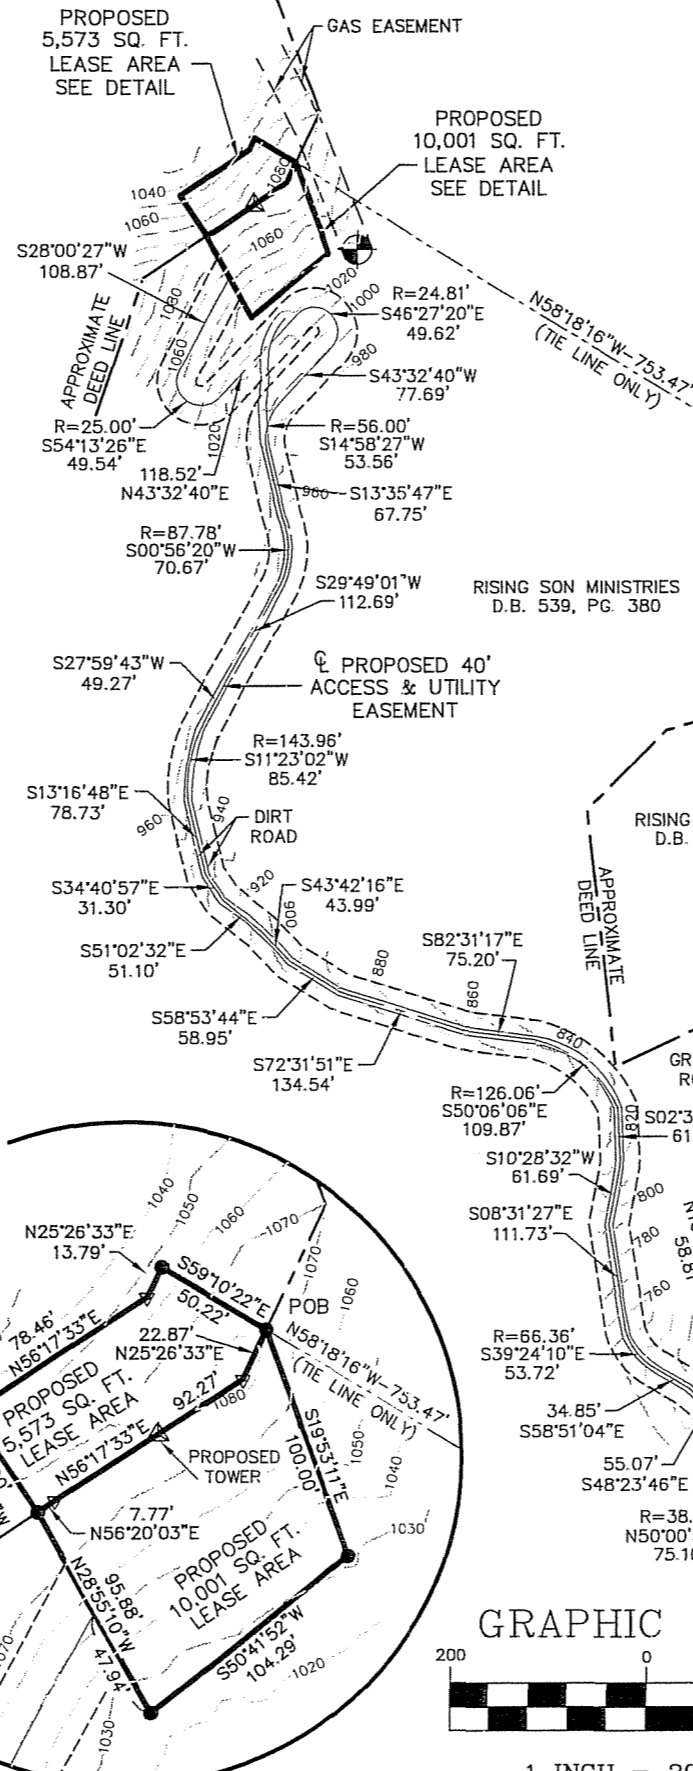 PROPOSED
5,573 SQ. FT.
LEASE AREA
SEE DETAIL
GAS EASEMENT
PROPOSED
10,001 SQ. FT.
LEASE AREA
SEE DETAIL
1040
1060
1080
1060
S28°00'27"W
108.87'
1020
1000
980
1080
1060
1020
R=24.81'
S46°27'20"E
49.62'
N58°18'16"W-753.47'
(TIE LINE ONLY)
APPROXIMATE
DEED LINE
S43°32'40"W
77.69'
R=25.00'
S54°13'26"E
49.54'
R=56.00'
S14°58'27"W
53.56'
118.52'
N43°32'40"E
960
S13°35'47"E
67.75'
R=87.78'
S00°56'20"W
70.67'
S29°49'01"W
112.69'
RISING SON MINISTRIES
D.B. 539, PG. 380
S27°59'43"W
49.27'
℄ PROPOSED 40'
ACCESS & UTILITY
EASEMENT
R=143.96'
S11°23'02"W
85.42'
S13°16'48"E
78.73'
960
940
DIRT
ROAD
RISING
D.B.
920
S34°40'57"E
31.30'
S43°42'16"E
43.99'
900
APPROXIMATE
DEED LINE
S51°02'32"E
51.10'
880
S82°31'17"E
75.20'
860
S58°53'44"E
58.95'
840
S72°31'51"E
134.54'
R=126.06'
S50°06'06"E
109.87'
820
S02°3
61.
S10°28'32"W
61.69'
800
S08°31'27"E
111.73'
780
58.81
760
R=66.36'
S39°24'10"E
53.72'
34.85'
S58°51'04"E
55.07'
S48°23'46"E
R=38.
N50°00'
75.10
1040
1050
1060
1070
N25°26'33"E
13.79'
S59°10'22"E
50.22'
1070
1060
POB
78.46'
N56°17'33"E
22.87'
N25°26'33"E
N58°18'16"W-753.47'
(TIE LINE ONLY)
PROPOSED
5,573 SQ. FT.
LEASE AREA
92.27'
N56°17'33"E
1080
S19°53'11"E
100.00'
1050
1040
PROPOSED
TOWER
7.77'
N56°20'03"E
1030
PROPOSED
10,001 SQ. FT.
LEASE AREA
95.88'
N28°55'10"W
47.94'
S50°41'52"W
104.29'
1020
1070
1030
GRAPHIC
200
0